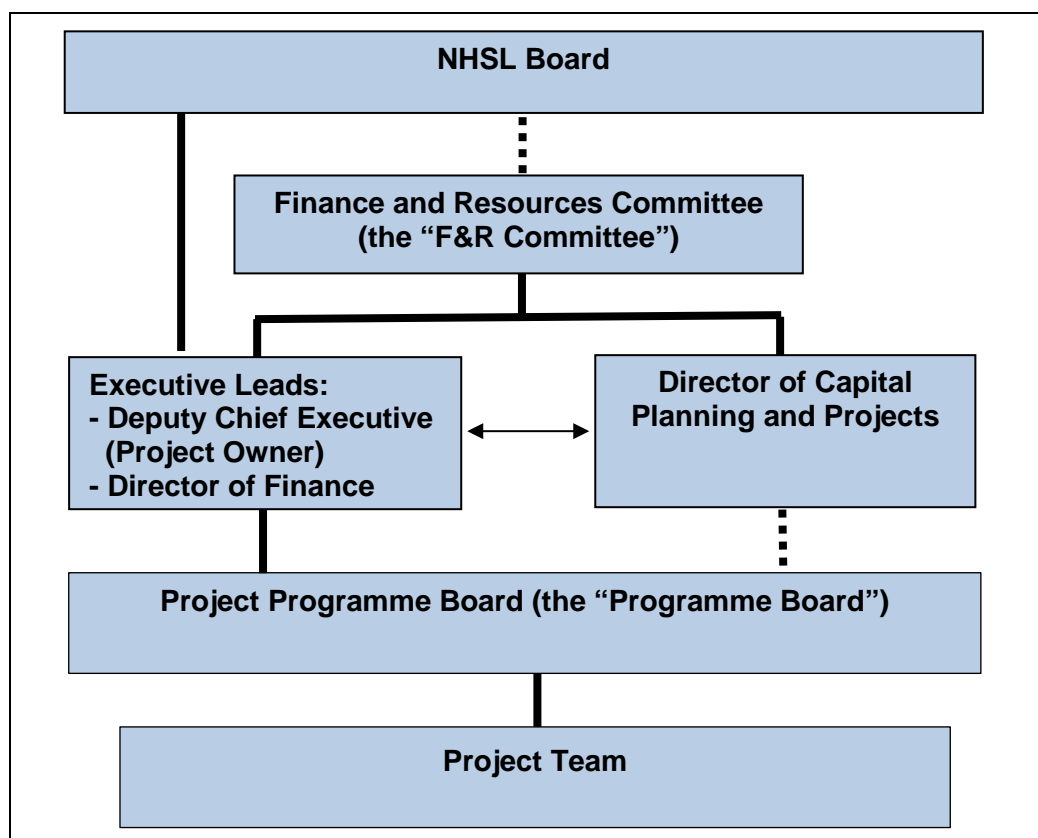 NHSL Board
Finance and Resources Committee
(the “F&R Committee”)
Executive Leads:
- Deputy Chief Executive
(Project Owner)
- Director of Finance
Director of Capital
Planning and Projects
Project Programme Board (the “Programme Board”)
Project Team